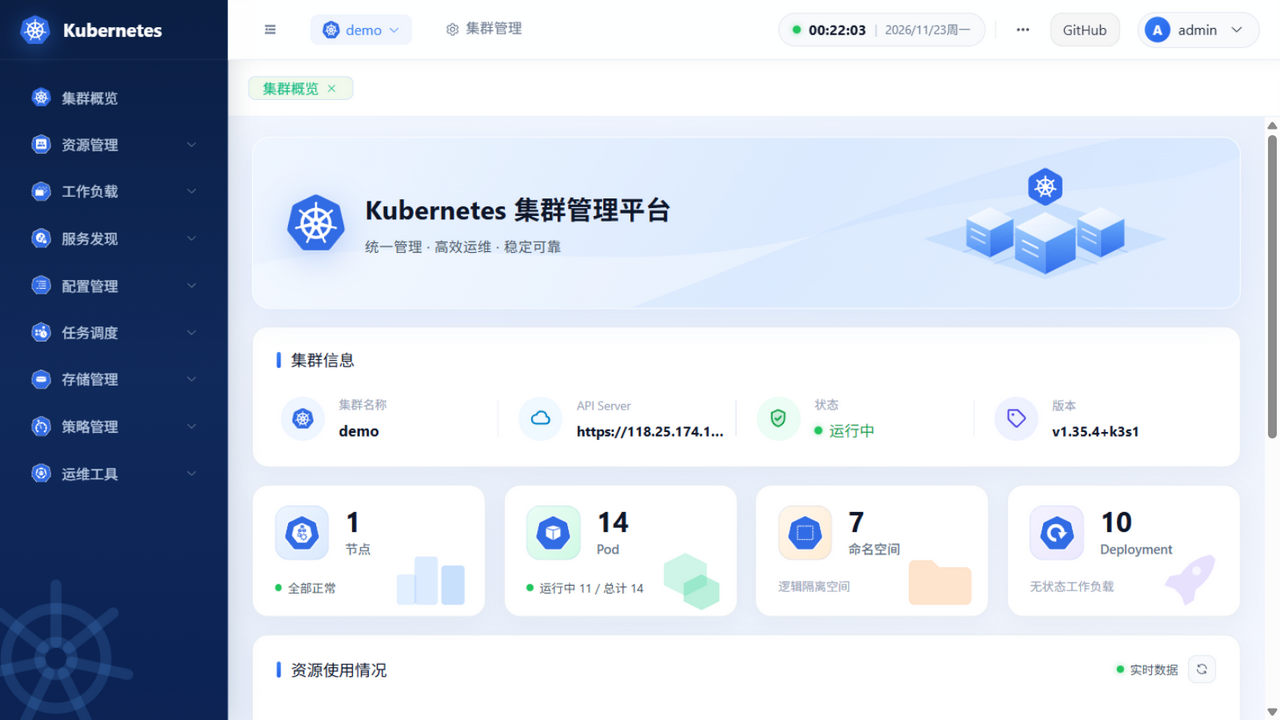 Kubernetes
demo
集群管理
00:22:03
2026/11/23周一
GitHub
A
admin
集群概览
资源管理
工作负载
服务发现
配置管理
任务调度
存储管理
策略管理
运维工具
集群概览
Kubernetes 集群管理平台
统一管理 · 高效运维 · 稳定可靠
集群信息
集群名称
demo
API Server
https://118.25.174.1...
状态
运行中
版本
v1.35.4+k3s1
1
节点
全部正常
14
Pod
运行中 11 / 总计 14
7
命名空间
逻辑隔离空间
10
Deployment
无状态工作负载
资源使用情况
实时数据